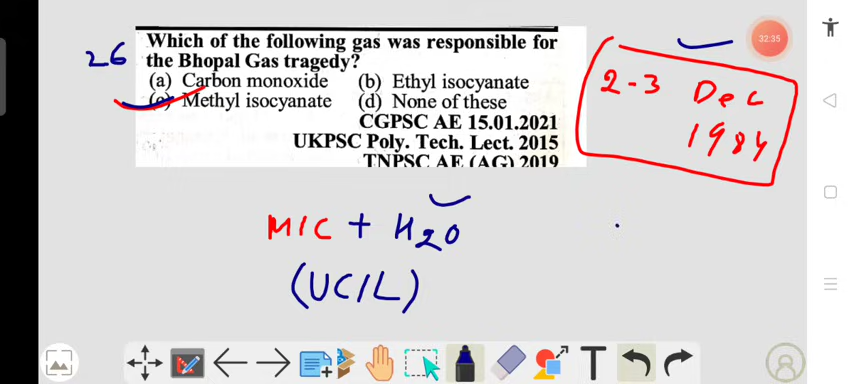 32:35
26 Which of the following gas was responsible for
the Bhopal Gas tragedy?
(a) Carbon monoxide (b) Ethyl isocyanate
(c) Methyl isocyanate (d) None of these
CGPSC AE 15.01.2021
UKPSC Poly. Tech. Lect. 2015
TNPSC AE (AG) 2019
2-3 Dec
1984
MIC + H2O
(UCIL)
T